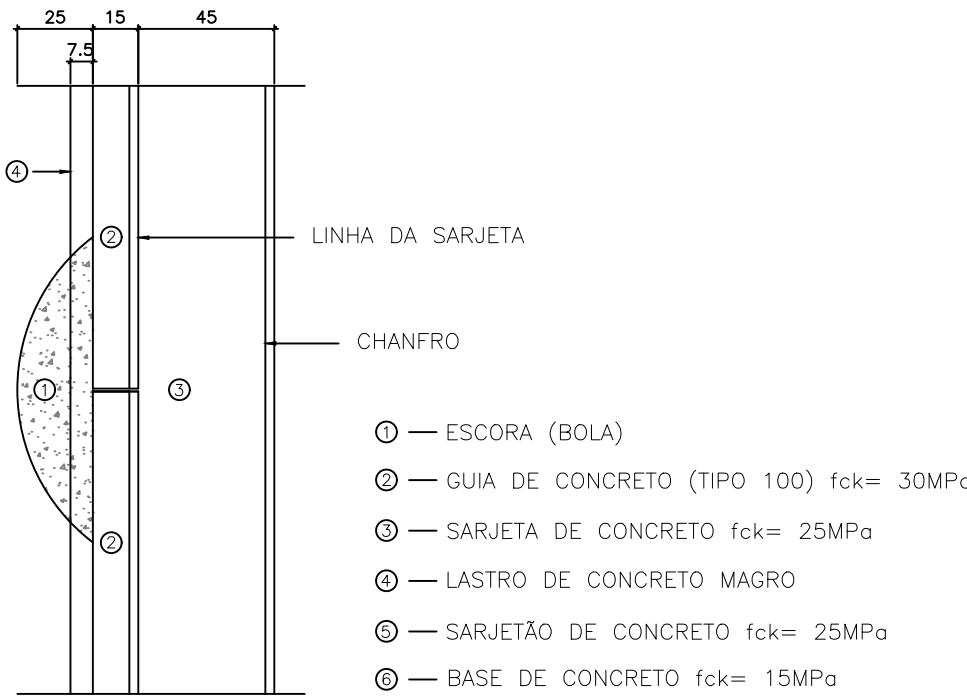 25 15 45
7.5
4
2
LINHA DA SARJETA
CHANFRO
1 3
2
1 — ESCORA (BOLA)
2 — GUIA DE CONCRETO (TIPO 100) fck= 30MPa
3 — SARJETA DE CONCRETO fck= 25MPa
4 — LASTRO DE CONCRETO MAGRO
5 — SARJETÃO DE CONCRETO fck= 25MPa
6 — BASE DE CONCRETO fck= 15MPa